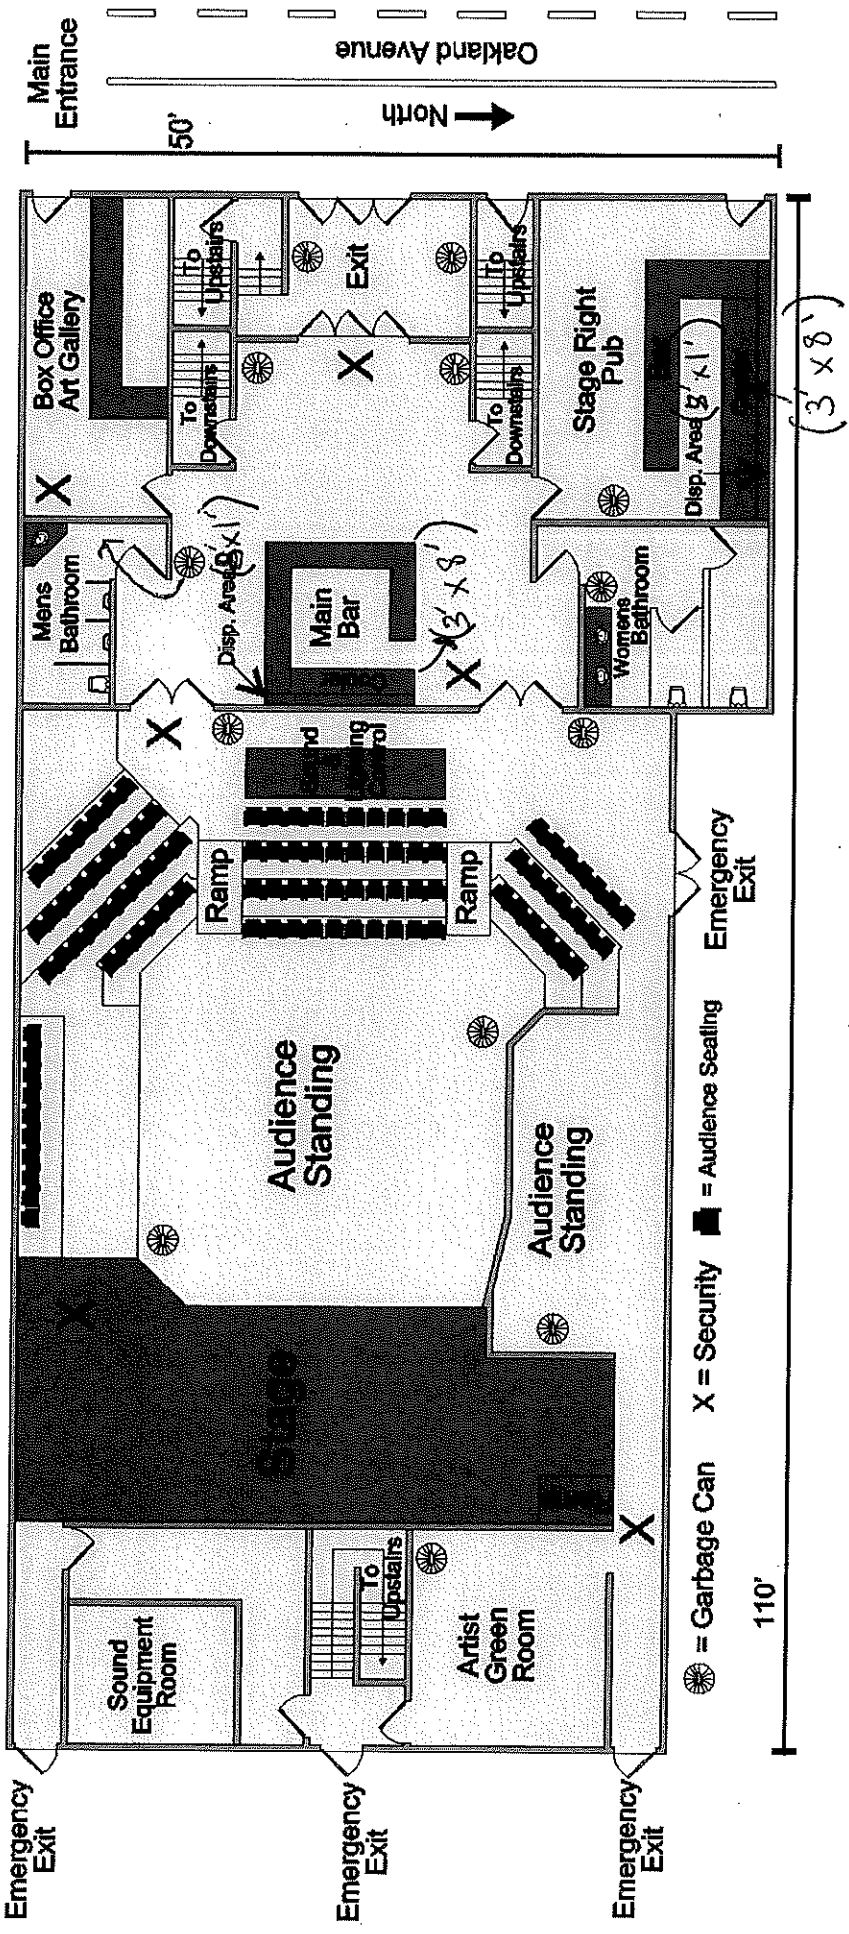 Main
Entrance
Oakland Avenue
North
50'
Box Office
Art Gallery
To
Upstairs
To
Downstairs
Exit
To
Upstairs
To
Downstairs
Stage Right
Pub
Disp. Area
(8' x 1')
(3' x 8')
Mens
Bathroom
Disp. Area
Main
Bar
(3' x 8')
Womens
Bathroom
X
X
X
X
Control
Ramp
Ramp
Emergency
Exit
Audience
Standing
Audience
Standing
X
Stage
X
To
Upstairs
Sound
Equipment
Room
Artist
Green
Room
Emergency
Exit
Emergency
Exit
Emergency
Exit
= Garbage Can X = Security = Audience Seating
110'